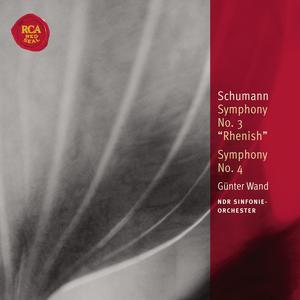 RCA
RED
SEAL
Schumann
Symphony
No. 3
“Rhenish”
Symphony
No. 4
Günter Wand
NDR SINFONIE-
ORCHESTER